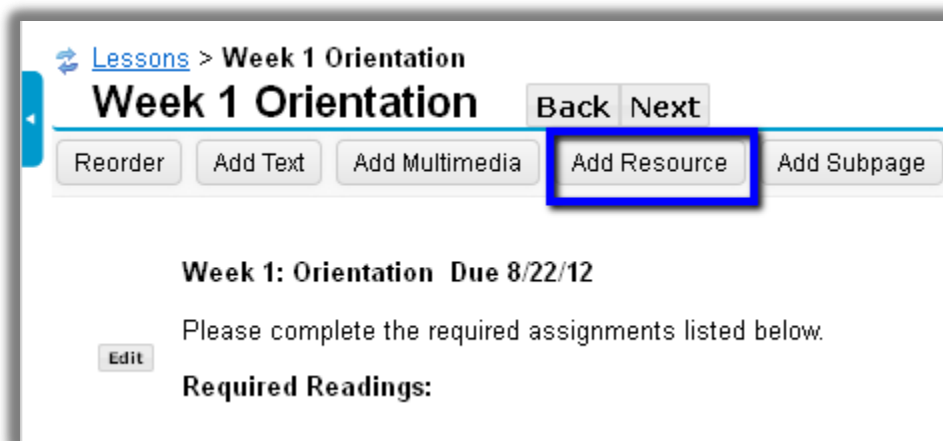 Lessons > Week 1 Orientation
Week 1 Orientation Back Next
Reorder Add Text Add Multimedia Add Resource Add Subpage
Week 1: Orientation Due 8/22/12
Please complete the required assignments listed below.
Edit
Required Readings: